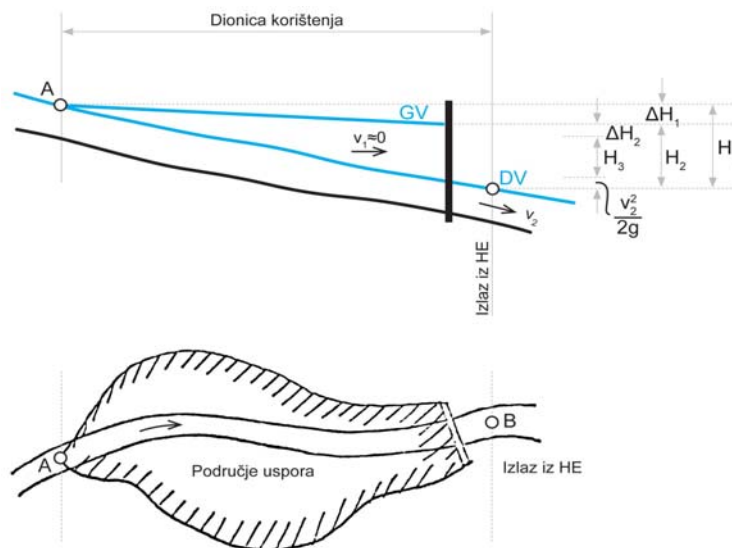 Dionica korištenja
A
GV
v₁≈0
ΔH₁
ΔH₂
H
H₃
H₂
DV
v₂
v₂²
2g
Izlaz iz HE
A
B
Područje uspora
Izlaz iz HE